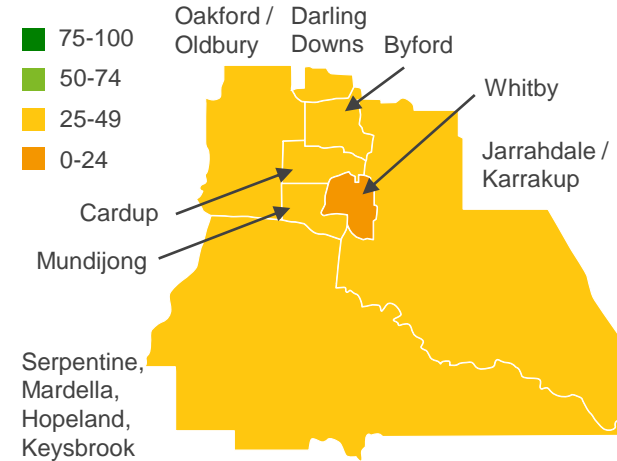 75-100
50-74
25-49
0-24
Oakford /
Oldbury
Darling
Downs
Byford
Whitby
Jarrahdale /
Karrakup
Cardup
Mundijong
Serpentine,
Mardella,
Hopeland,
Keysbrook